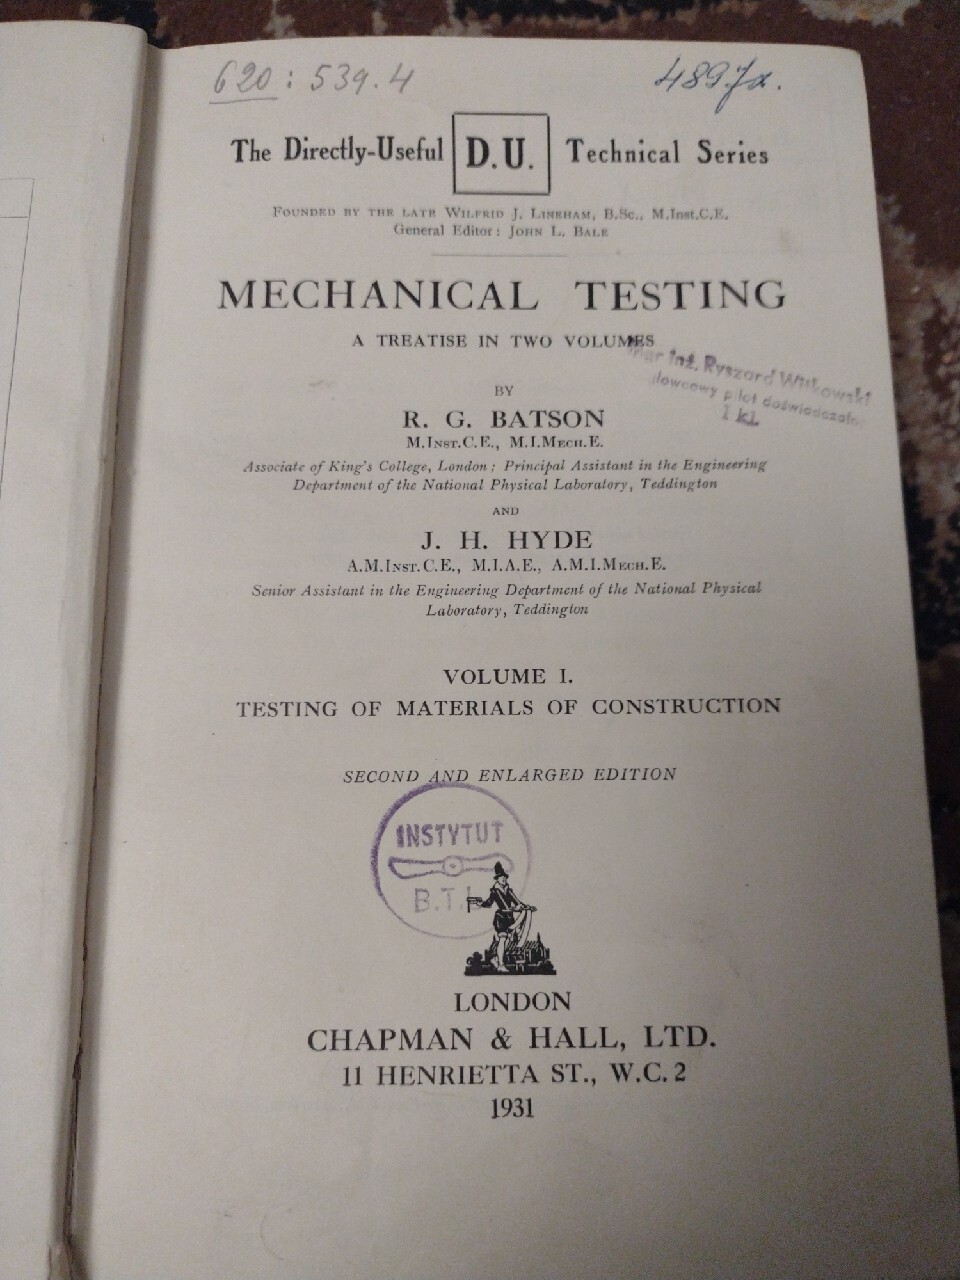 620 : 539.4
The Directly-Useful D.U. Technical Series
FOUNDED BY THE LATE WILFRID J. LINEHAM, B.Sc., M.Inst.C.E.
General Editor: JOHN L. BALE
MECHANICAL TESTING
A TREATISE IN TWO VOLUMES
inż. Ryszard Witkowski
pilot
1 kl.
BY
R. G. BATSON
M.INST.C.E., M.I.MECH.E.
Associate of King's College, London; Principal Assistant in the Engineering
Department of the National Physical Laboratory, Teddington
AND
J. H. HYDE
A.M.INST.C.E., M.I.A.E., A.M.I.MECH.E.
Senior Assistant in the Engineering Department of the National Physical
Laboratory, Teddington
VOLUME I.
TESTING OF MATERIALS OF CONSTRUCTION
SECOND AND ENLARGED EDITION
INSTYTUT
B.T.
LONDON
CHAPMAN & HALL, LTD.
11 HENRIETTA ST., W.C. 2
1931